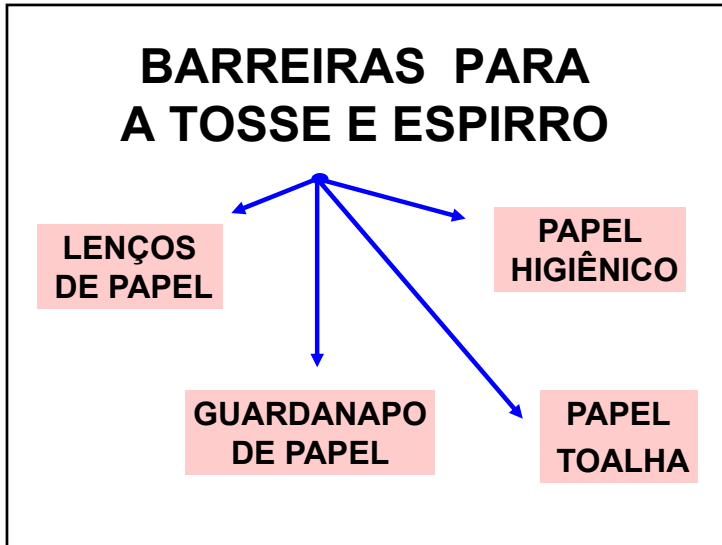 BARREIRAS PARA
A TOSSE E ESPIRRO
LENÇOS
DE PAPEL
PAPEL
HIGIÊNICO
GUARDANAPO
DE PAPEL
PAPEL
TOALHA